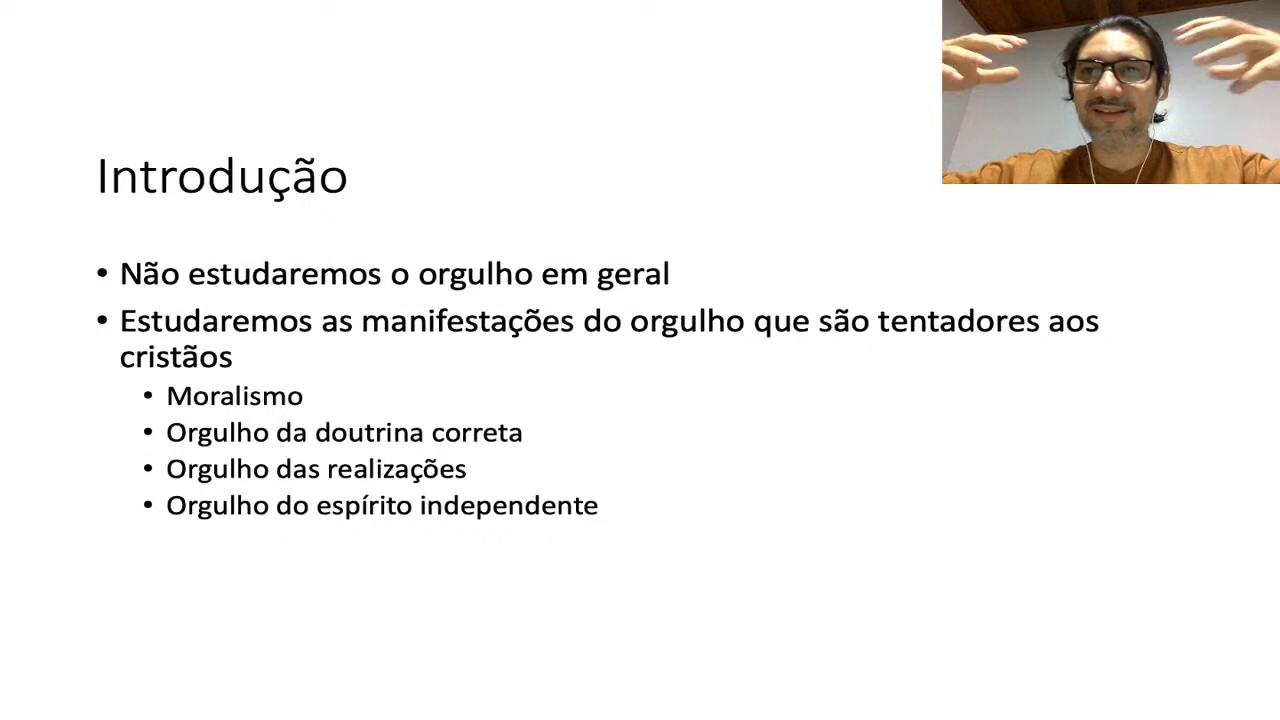 Introdução
• Não estudaremos o orgulho em geral
• Estudaremos as manifestações do orgulho que são tentadores aos
cristãos
• Moralismo
• Orgulho da doutrina correta
• Orgulho das realizações
• Orgulho do espírito independente